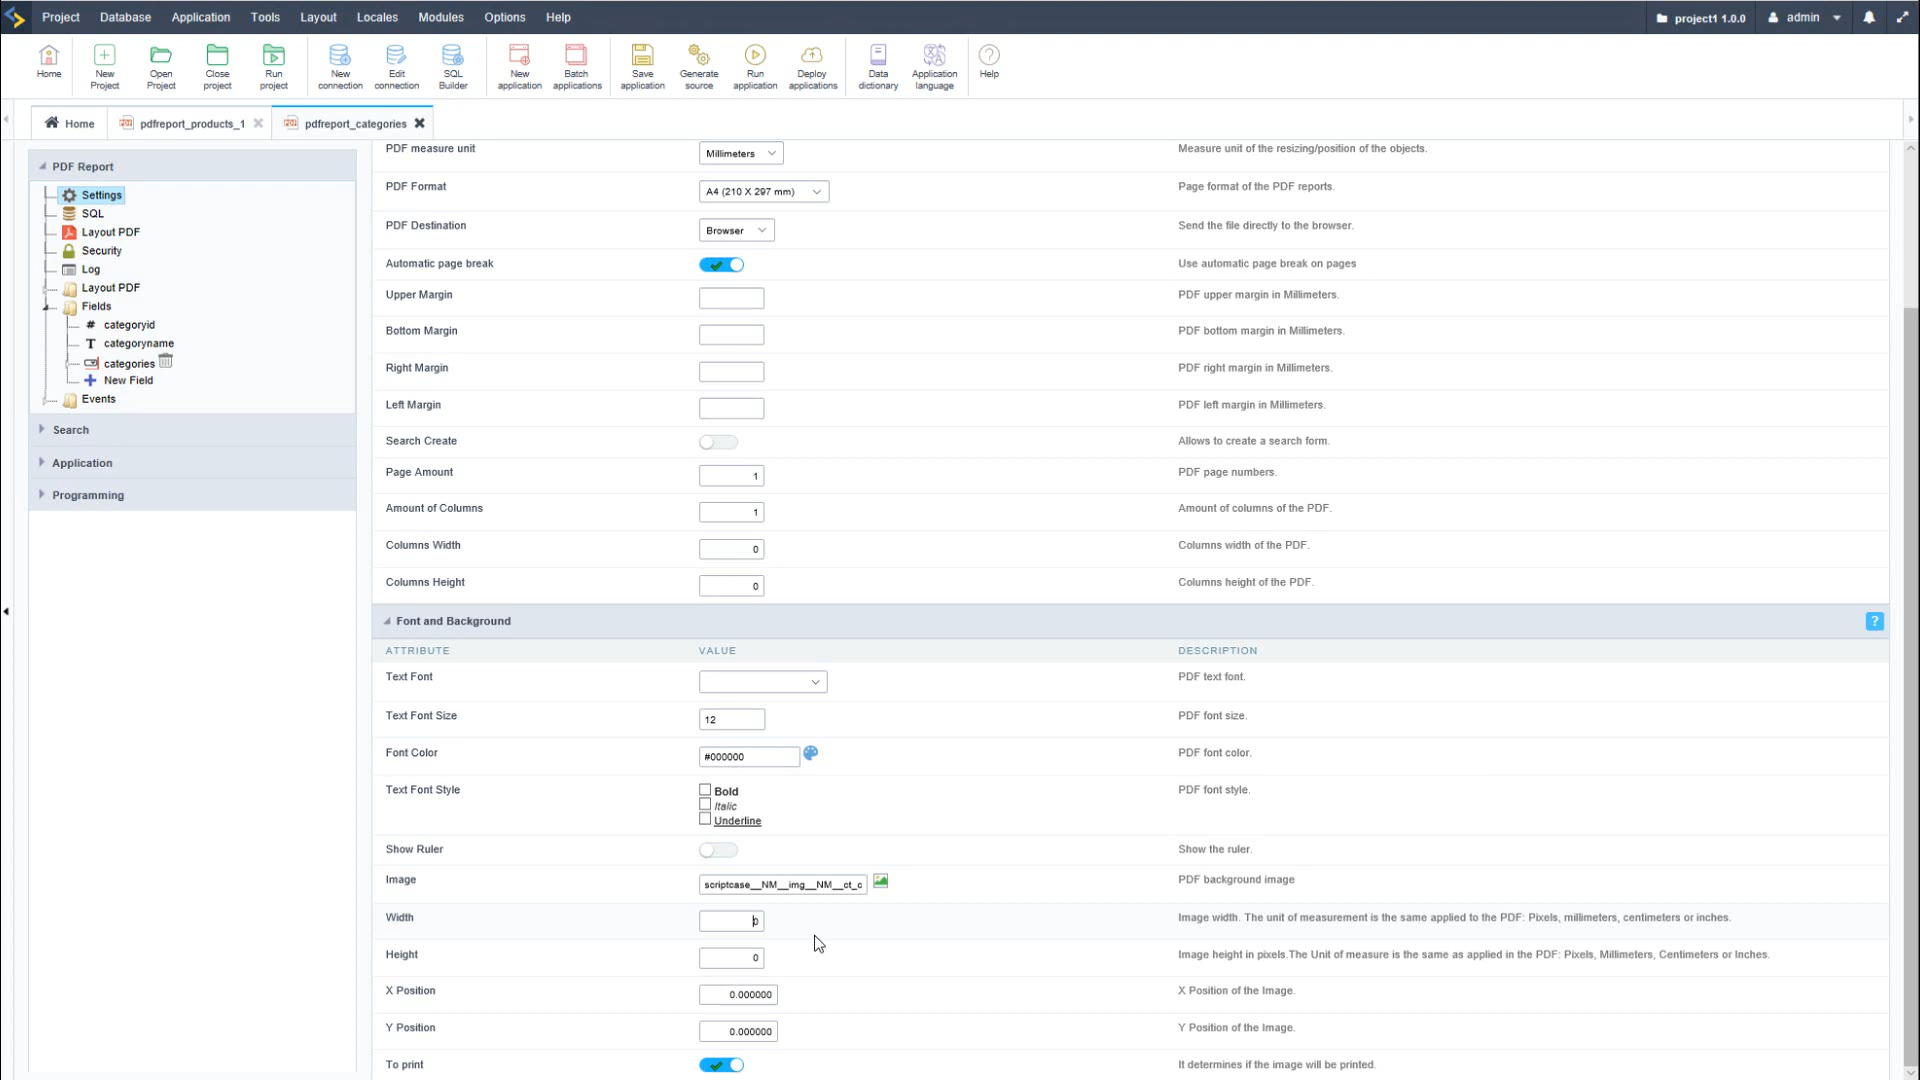 Project Database Application Tools Layout Locales Modules Options Help project1 1.0.0 admin
Home
New Project
Open Project
Close project
Run project
New connection
Edit connection
SQL Builder
New application
Batch applications
Save application
Generate source
Run application
Deploy applications
Data dictionary
Application language
Help
Home pdfreport_products_1 pdfreport_categories
PDF Report
Settings
SQL
Layout PDF
Security
Log
Layout PDF
Fields
categoryid
categoryname
categories
New Field
Events
Search
Application
Programming
PDF measure unit Millimeters Measure unit of the resizing/position of the objects.
PDF Format A4 (210 X 297 mm) Page format of the PDF reports.
PDF Destination Browser Send the file directly to the browser.
Automatic page break Use automatic page break on pages
Upper Margin PDF upper margin in Millimeters.
Bottom Margin PDF bottom margin in Millimeters.
Right Margin PDF right margin in Millimeters.
Left Margin PDF left margin in Millimeters.
Search Create Allows to create a search form.
Page Amount 1 PDF page numbers.
Amount of Columns 1 Amount of columns of the PDF.
Columns Width 0 Columns width of the PDF.
Columns Height 0 Columns height of the PDF.
Font and Background ?
ATTRIBUTE VALUE DESCRIPTION
Text Font PDF text font.
Text Font Size 12 PDF font size.
Font Color #000000 PDF font color.
Text Font Style Bold PDF font style.
Italic
Underline
Show Ruler Show the ruler.
Image scriptcase__NM__img__NM__ct_c PDF background image
Width 0 Image width. The unit of measurement is the same applied to the PDF: Pixels, millimeters, centimeters or inches.
Height 0 Image height in pixels.The Unit of measure is the same as applied in the PDF: Pixels, Millimeters, Centimeters or Inches.
X Position 0.000000 X Position of the Image.
Y Position 0.000000 Y Position of the Image.
To print It determines if the image will be printed.